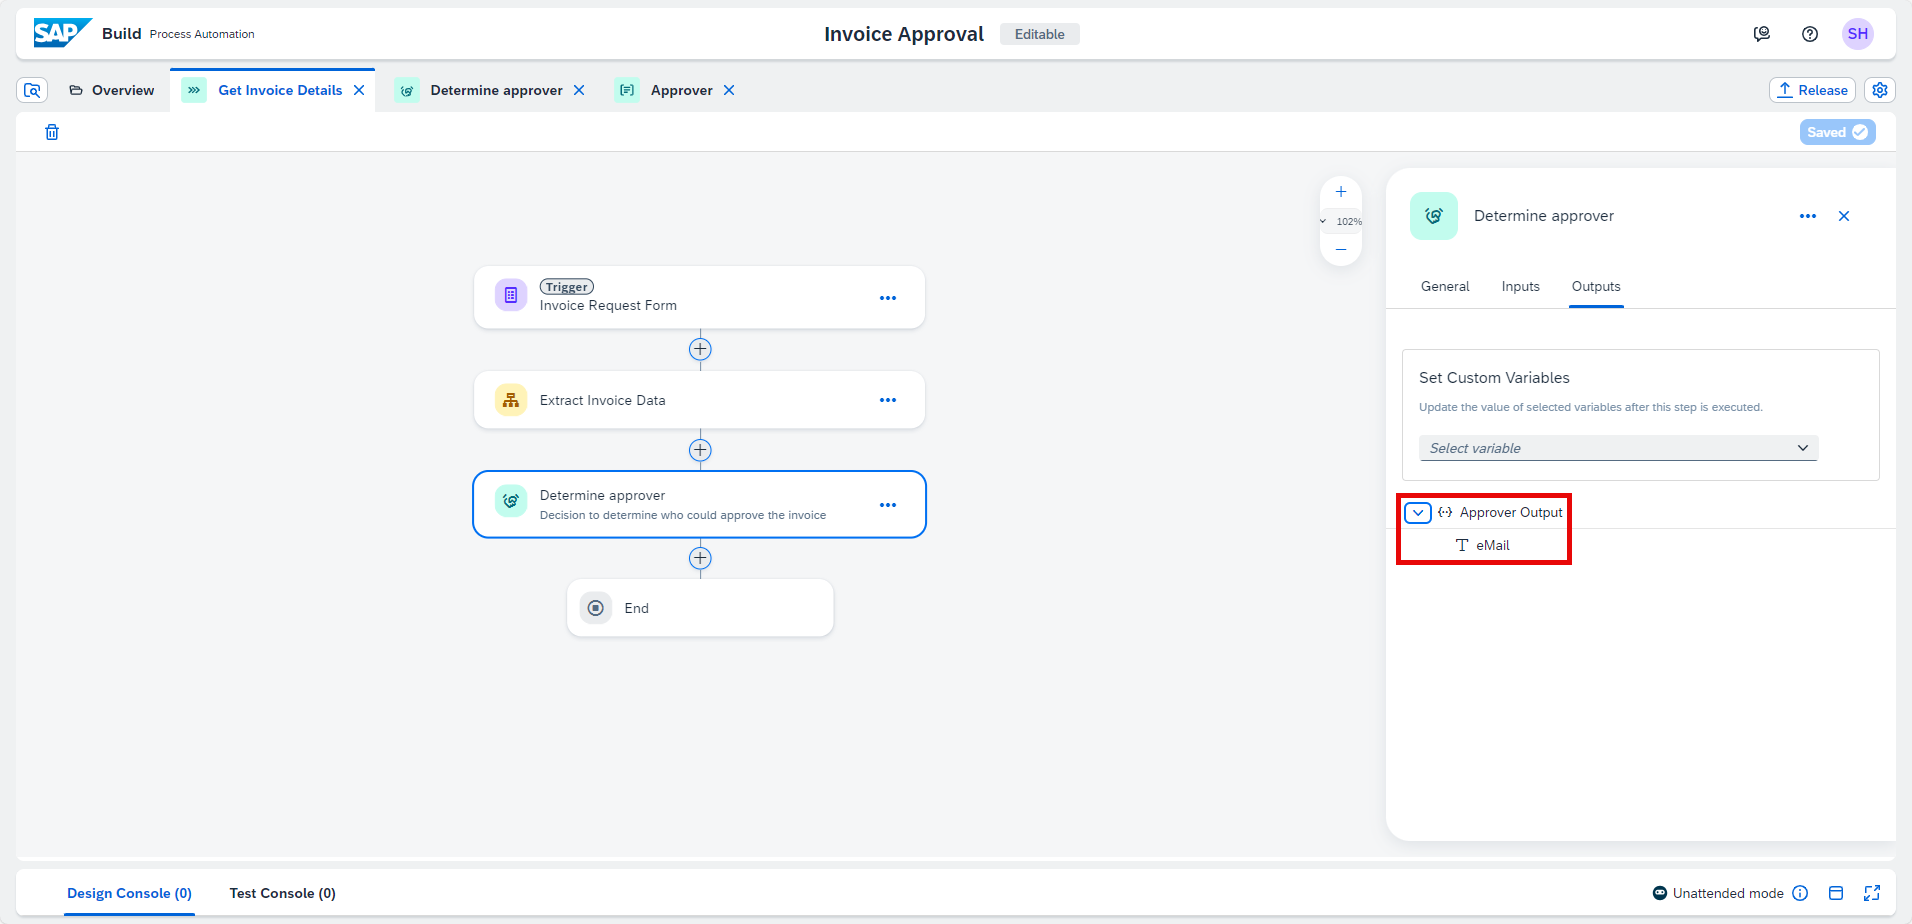 SAP Build Process Automation
Invoice Approval Editable
SH
Overview
Get Invoice Details
Determine approver
Approver
Release
Saved
102%
Trigger
Invoice Request Form
Extract Invoice Data
Determine approver
Decision to determine who could approve the invoice
End
Determine approver
General Inputs Outputs
Set Custom Variables
Update the value of selected variables after this step is executed.
Select variable
Approver Output
eMail
Design Console (0) Test Console (0)
Unattended mode